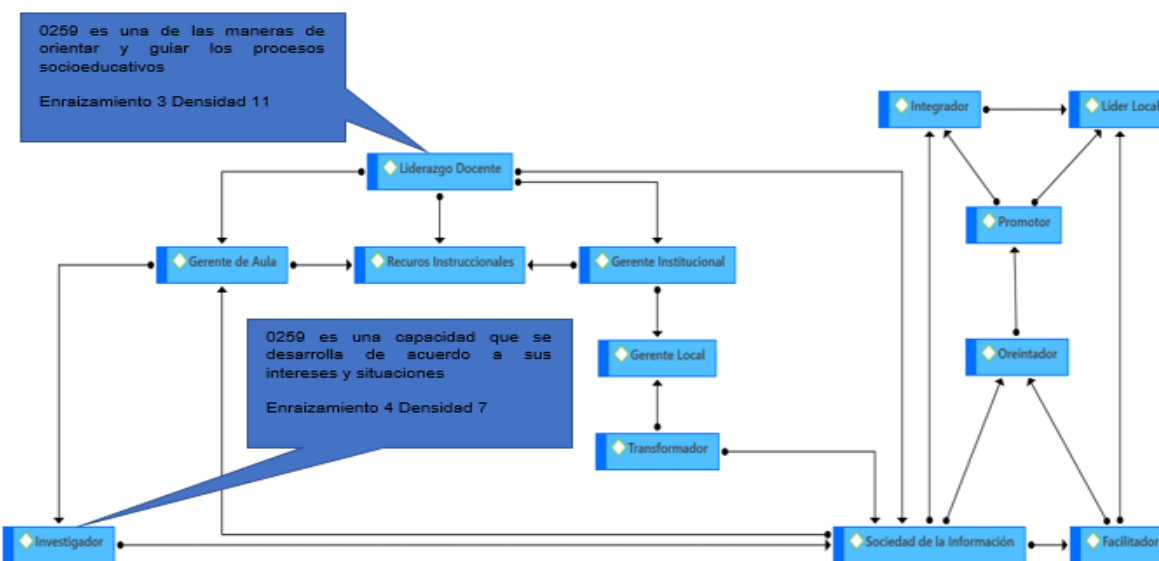 0259 es una de las maneras de
orientar y guiar los procesos
socioeducativos
Enraizamiento 3 Densidad 11
Integrador
Líder Local
Liderazgo Docente
Promotor
Gerente de Aula
Recuros Instruccionales
Gerente Institucional
0259 es una capacidad que se
desarrolla de acuerdo a sus
intereses y situaciones
Enraizamiento 4 Densidad 7
Gerente Local
Oreintador
Transformador
Investigador
Sociedad de la Información
Facilitador